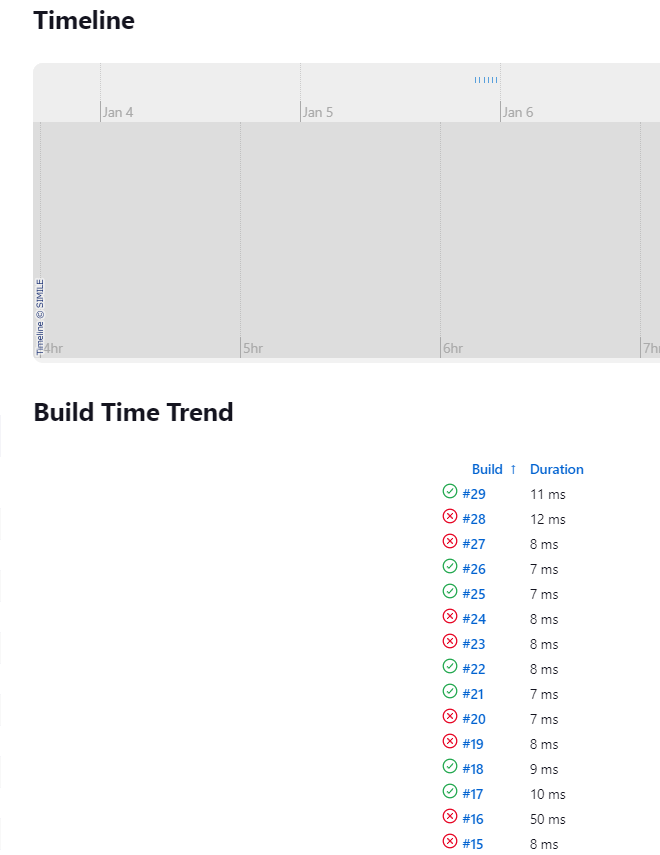 Timeline
Jan 4
Jan 5
Jan 6
Timeline © SIMILE
4hr
5hr
6hr
7hr
Build Time Trend
Build ↑ Duration
#29 11 ms
#28 12 ms
#27 8 ms
#26 7 ms
#25 7 ms
#24 8 ms
#23 8 ms
#22 8 ms
#21 7 ms
#20 7 ms
#19 8 ms
#18 9 ms
#17 10 ms
#16 50 ms
#15 8 ms